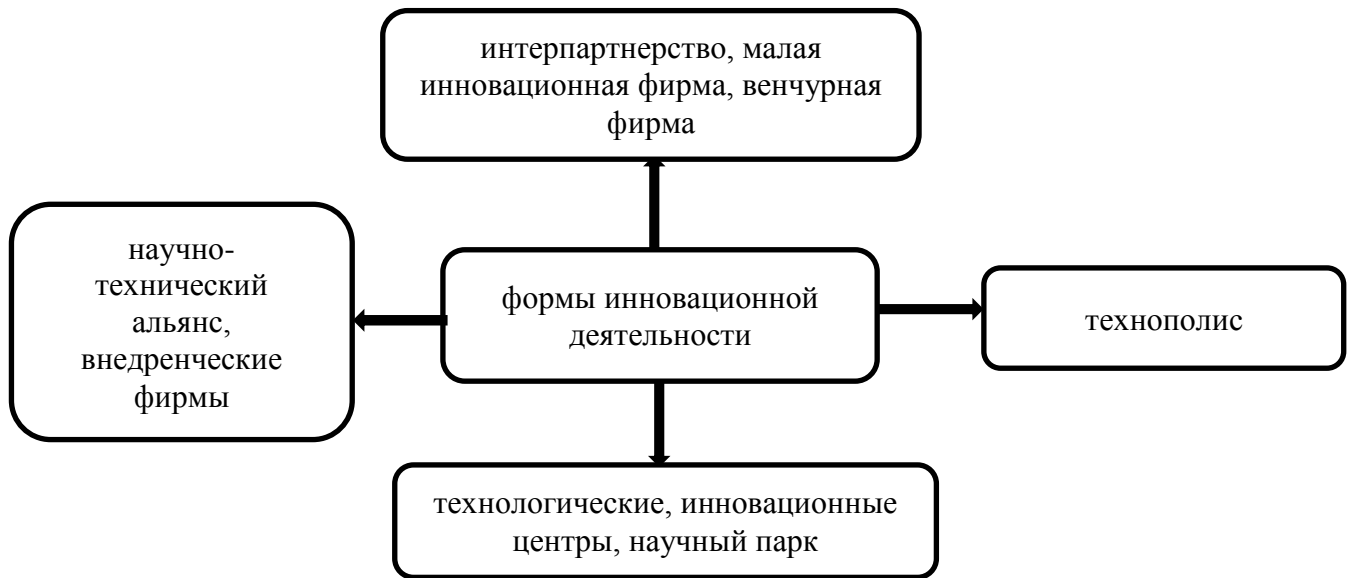 интерпартнерство, малая
инновационная фирма, венчурная
фирма
научно-
технический
альянс,
внедренческие
фирмы
формы инновационной
деятельности
технополис
технологические, инновационные
центры, научный парк